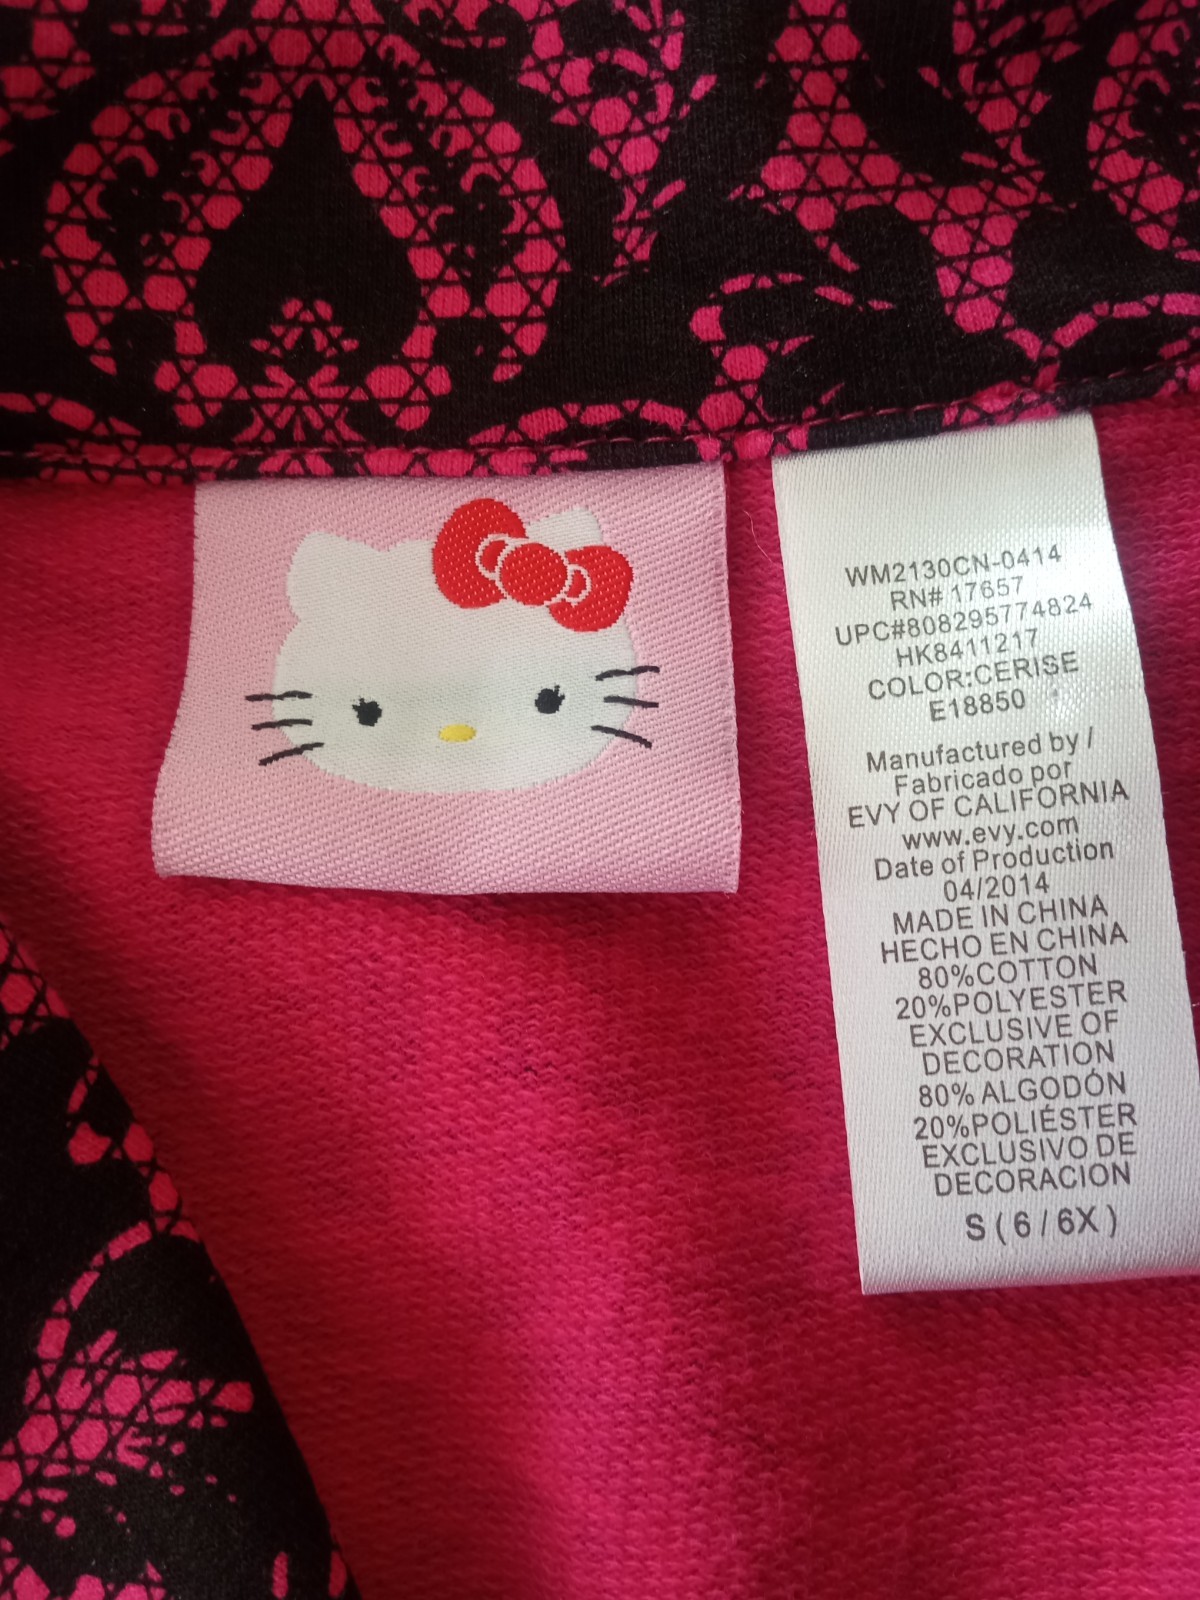 WM2130CN-0414
RN# 17657
UPC#808295774824
HK8411217
COLOR:CERISE
E18850
Manufactured by /
Fabricado por
EVY OF CALIFORNIA
www.evy.com
Date of Production
04/2014
MADE IN CHINA
HECHO EN CHINA
80%COTTON
20%POLYESTER
EXCLUSIVE OF
DECORATION
80% ALGODÓN
20%POLIÉSTER
EXCLUSIVO DE
DECORACION
S ( 6 / 6X )